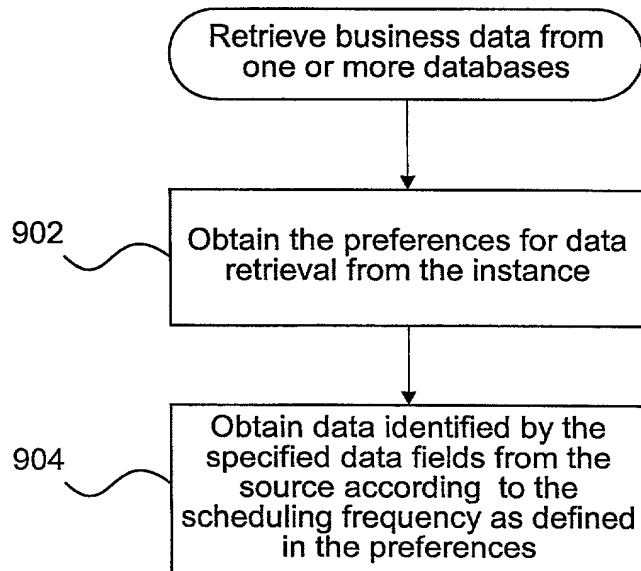 Retrieve business data from
one or more databases
902
Obtain the preferences for data
retrieval from the instance
904
Obtain data identified by the
specified data fields from the
source according to the
scheduling frequency as defined
in the preferences